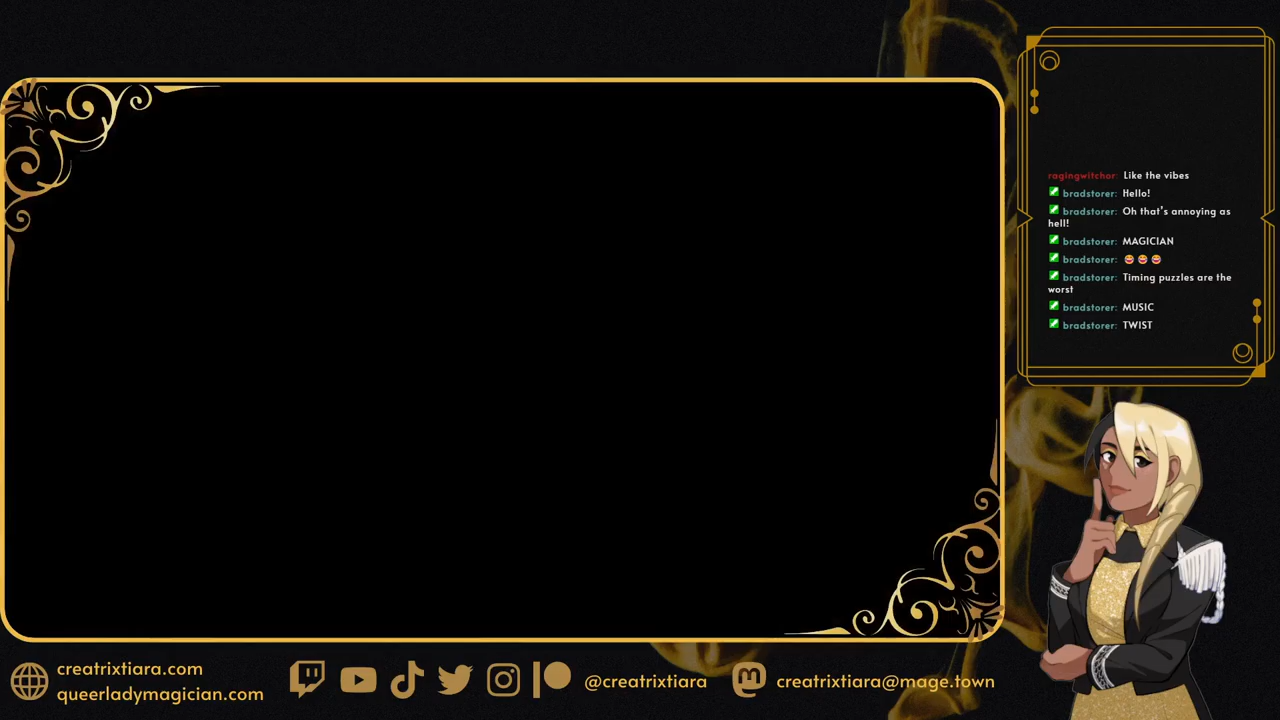 ragingwitchor: Like the vibes
bradstorer: Hello!
bradstorer: Oh that's annoying as
hell!
bradstorer: MAGICIAN
bradstorer: 🥰🥰🥰
bradstorer: Timing puzzles are the
worst
bradstorer: MUSIC
bradstorer: TWIST
creatrixtiara.com
queerladymagician.com
@creatrixtiara
creatrixtiara@mage.town